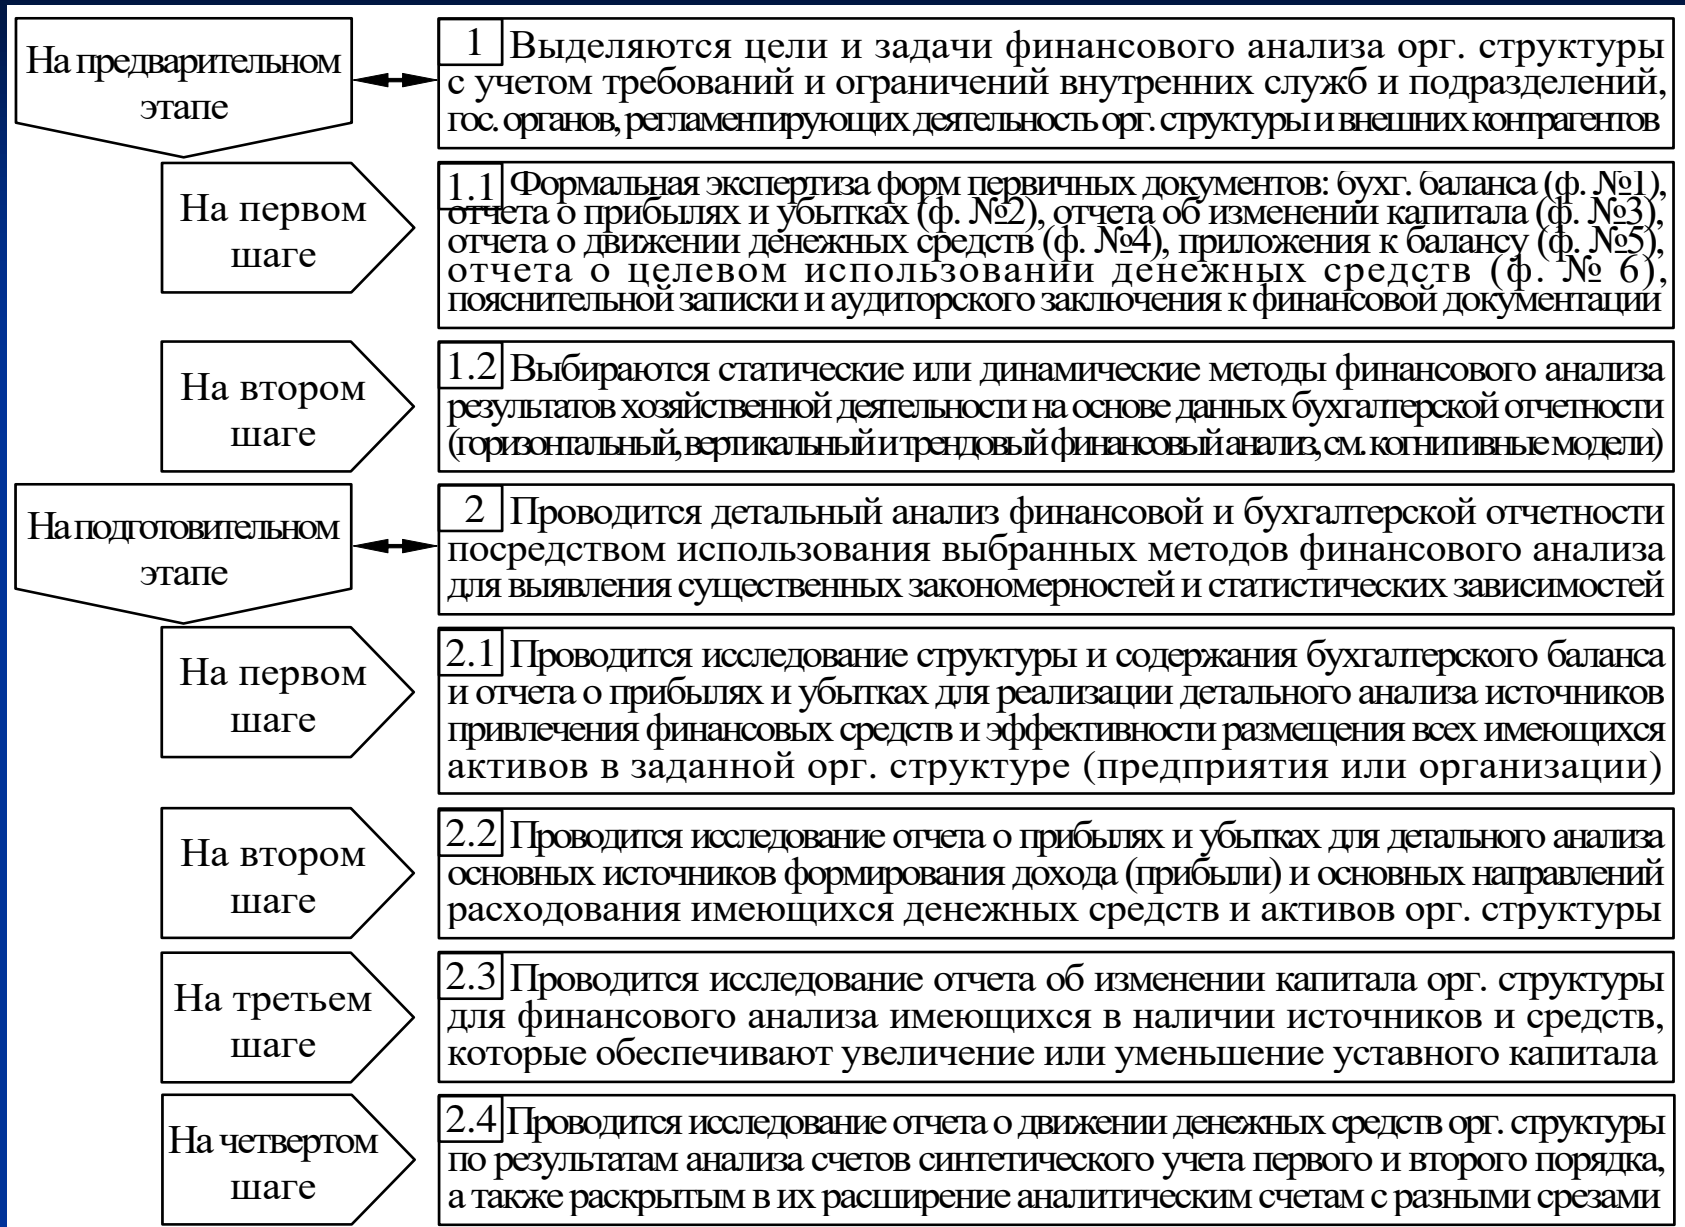 На предварительном
этапе
1 Выделяются цели и задачи финансового анализа орг. структуры
с учетом требований и ограничений внутренних служб и подразделений,
гос. органов, регламентирующих деятельность орг. структуры и внешних контрагентов
На первом
шаге
1.1 Формальная экспертиза форм первичных документов: бухг. баланса (ф. №1),
отчета о прибылях и убытках (ф. №2), отчета об изменении капитала (ф. №3),
отчета о движении денежных средств (ф. №4), приложения к балансу (ф. №5),
отчета о целевом использовании денежных средств (ф. № 6),
пояснительной записки и аудиторского заключения к финансовой документации
На втором
шаге
1.2 Выбираются статические или динамические методы финансового анализа
результатов хозяйственной деятельности на основе данных бухгалтерской отчетности
(горизонтальный, вертикальный и трендовый финансовый анализ, см. когнитивные модели)
На подготовительном
этапе
2 Проводится детальный анализ финансовой и бухгалтерской отчетности
посредством использования выбранных методов финансового анализа
для выявления существенных закономерностей и статистических зависимостей
На первом
шаге
2.1 Проводится исследование структуры и содержания бухгалтерского баланса
и отчета о прибылях и убытках для реализации детального анализа источников
привлечения финансовых средств и эффективности размещения всех имеющихся
активов в заданной орг. структуре (предприятия или организации)
На втором
шаге
2.2 Проводится исследование отчета о прибылях и убытках для детального анализа
основных источников формирования дохода (прибыли) и основных направлений
расходования имеющихся денежных средств и активов орг. структуры
На третьем
шаге
2.3 Проводится исследование отчета об изменении капитала орг. структуры
для финансового анализа имеющихся в наличии источников и средств,
которые обеспечивают увеличение или уменьшение уставного капитала
На четвертом
шаге
2.4 Проводится исследование отчета о движении денежных средств орг. структуры
по результатам анализа счетов синтетического учета первого и второго порядка,
а также раскрытым в их расширение аналитическим счетам с разными срезами